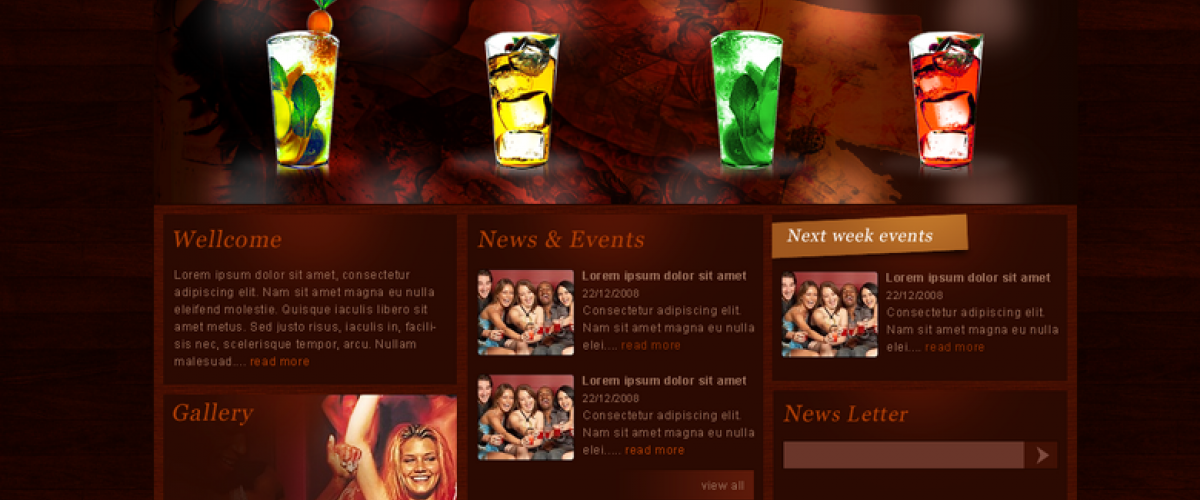 Wellcome
Lorem ipsum dolor sit amet, consectetur
adipiscing elit. Nam sit amet magna eu nulla
eleifend molestie. Quisque iaculis libero sit
amet metus. Sed justo risus, iaculis in, facili-
sis nec, scelerisque tempor, arcu. Nullam
malesuad.... read more
Gallery
News & Events
Lorem ipsum dolor sit amet
22/12/2008
Consectetur adipiscing elit.
Nam sit amet magna eu nulla
elei.... read more
Lorem ipsum dolor sit amet
22/12/2008
Consectetur adipiscing elit.
Nam sit amet magna eu nulla
elei..... read more
view all
Next week events
Lorem ipsum dolor sit amet
22/12/2008
Consectetur adipiscing elit.
Nam sit amet magna eu nulla
elei.... read more
News Letter